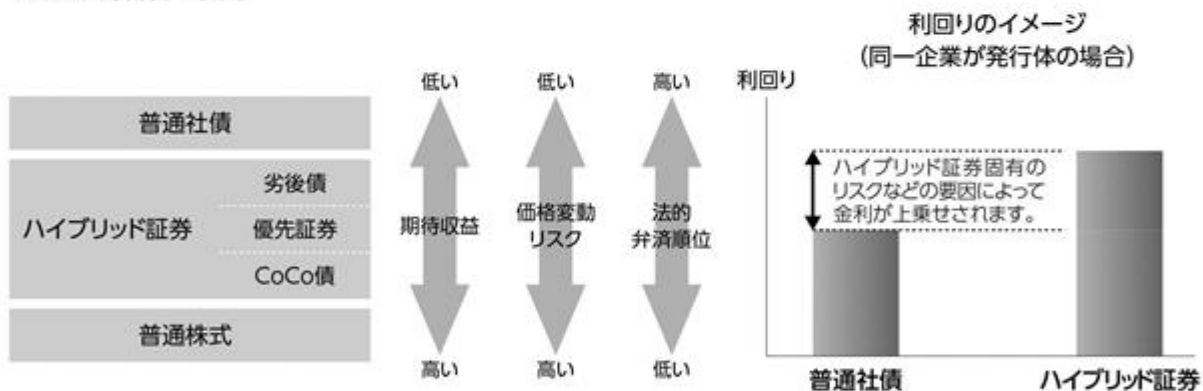 利回りのイメージ
(同一企業が発行体の場合)
低い
低い
高い
利回り
普通社債
ハイブリッド証券
劣後債
優先証券
CoCo債
普通株式
期待収益
価格変動
リスク
法的
弁済順位
ハイブリッド証券固有の
リスクなどの要因によって
金利が上乗せされます。
高い
高い
低い
普通社債
ハイブリッド証券